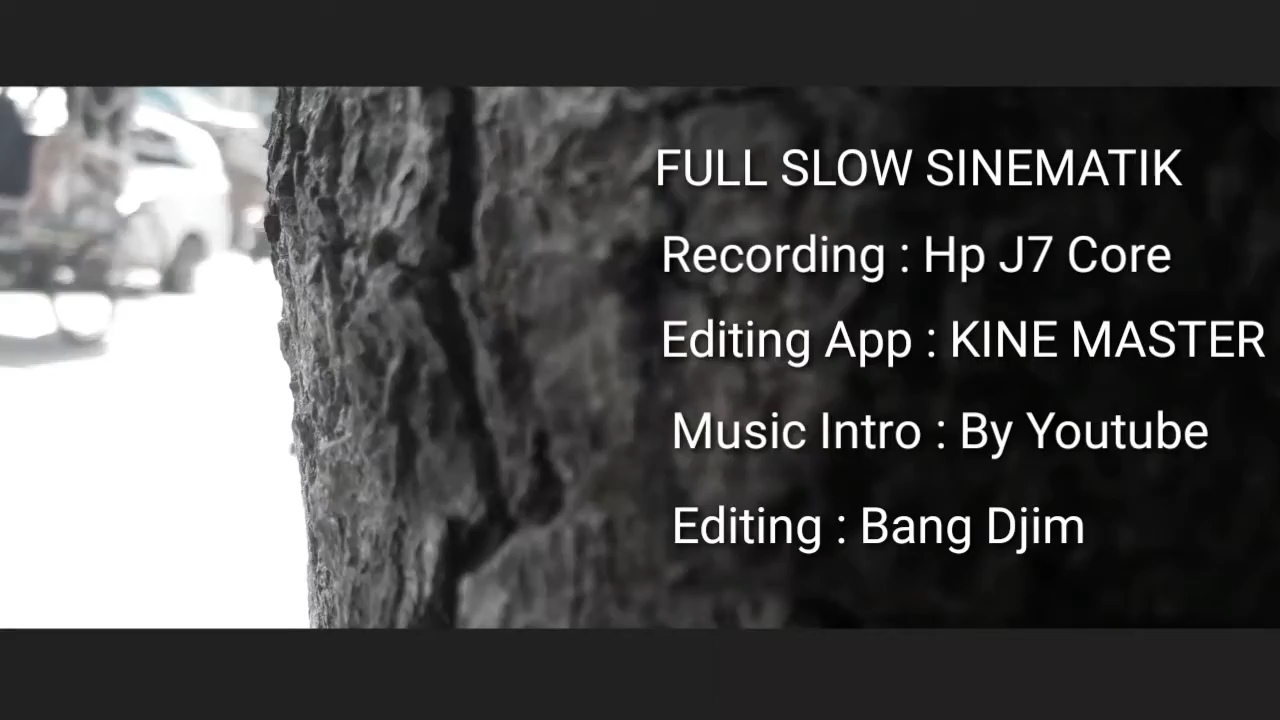 FULL SLOW SINEMATIK
Recording : Hp J7 Core
Editing App : KINE MASTER
Music Intro : By Youtube
Editing : Bang Djim